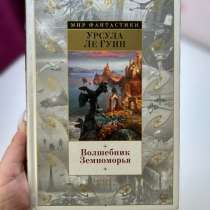 МИР ФАНТАСТИКИ
УРСУЛА
ЛЕ ГУИН
Волшебник
Земноморья